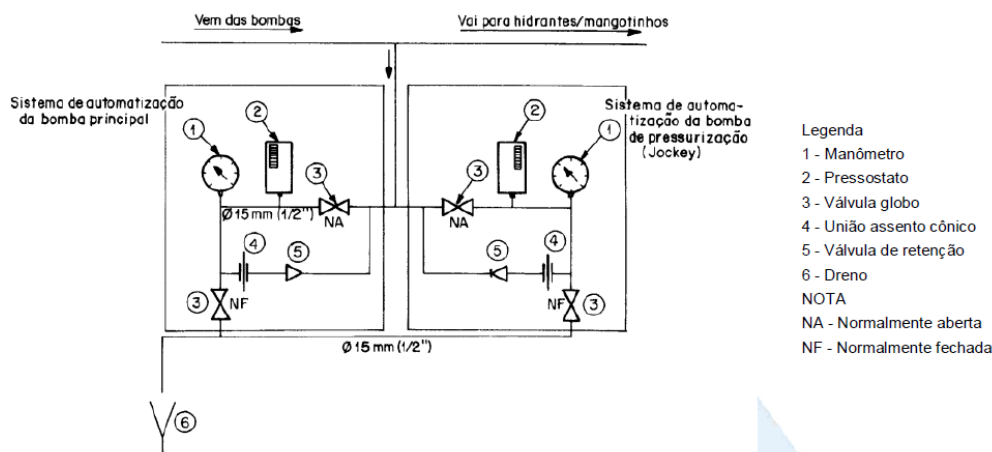 Vem das bombas
Vai para hidrantes/mangotinhos
Sistema de automatização
da bomba principal
1
2
3
NA
Ø 15 mm (1/2")
4
5
3
NF
Sistema de automa-
tização da bomba
de pressurização
(Jockey)
2
1
3
NA
5
4
NF
3
Ø 15 mm (1/2")
6
Legenda
1 - Manômetro
2 - Pressostato
3 - Válvula globo
4 - União assento cônico
5 - Válvula de retenção
6 - Dreno
NOTA
NA - Normalmente aberta
NF - Normalmente fechada